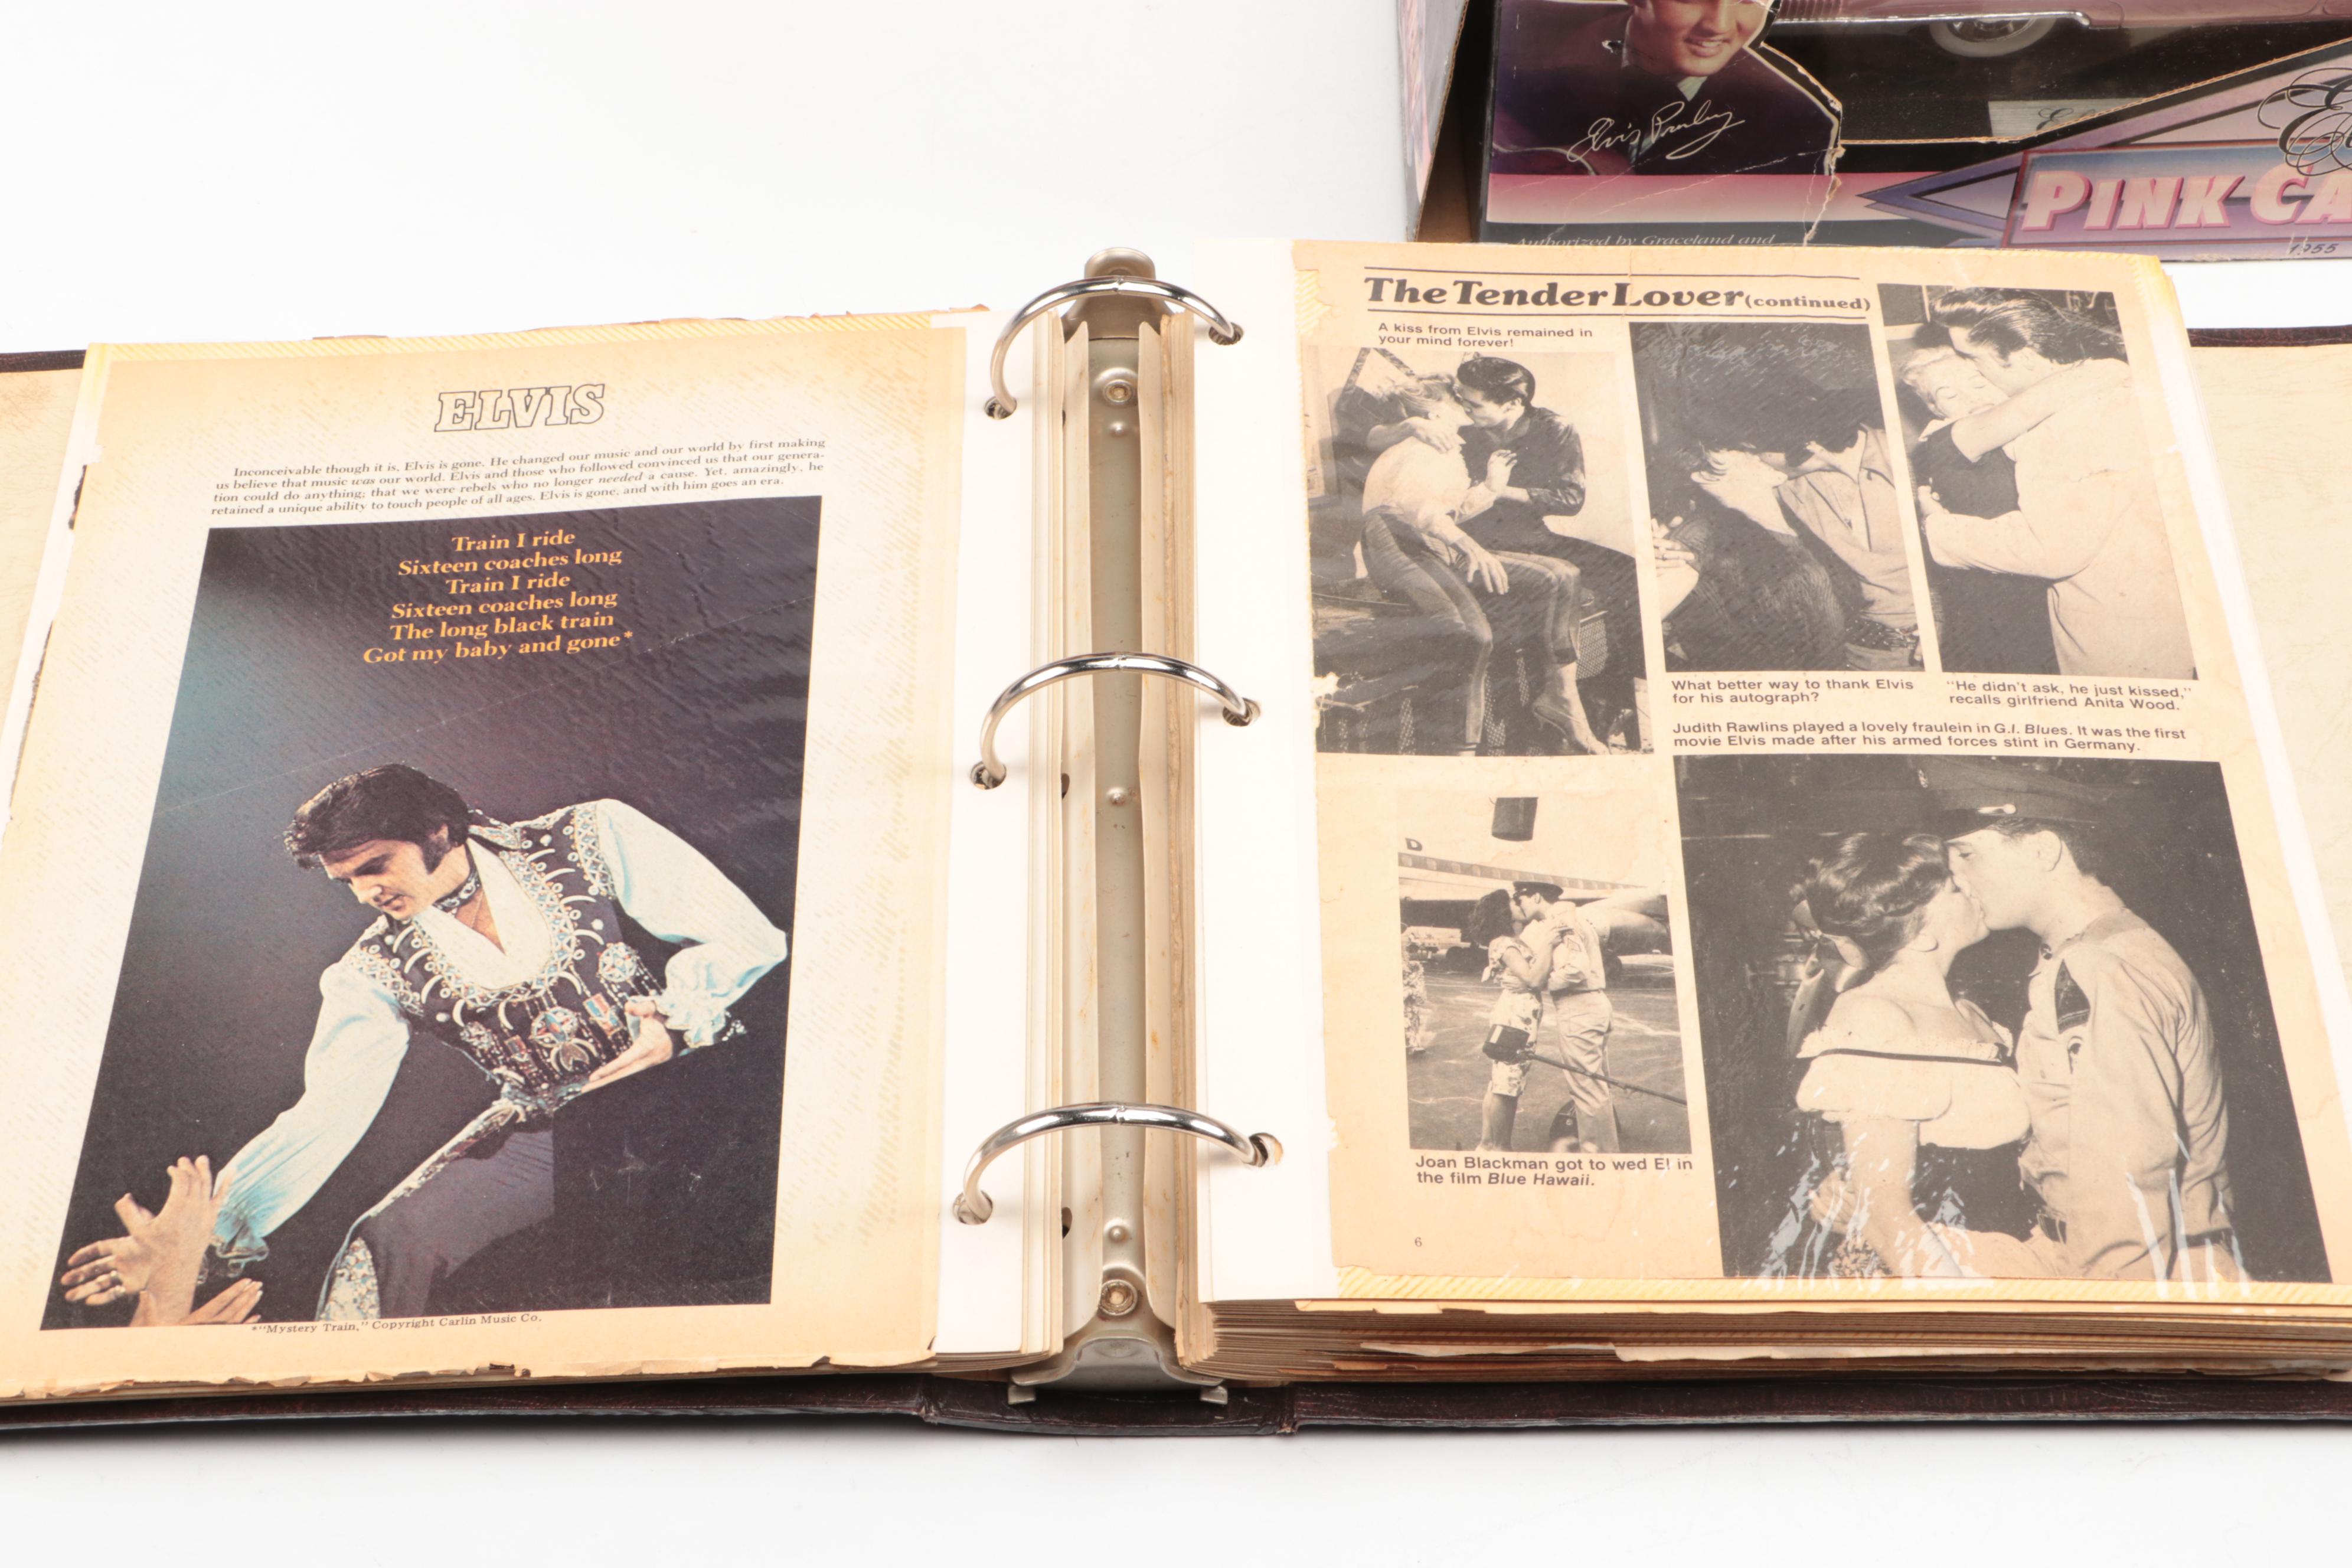 Elvis Presley
PINK CA
Authorized by Graceland and
1955
ELVIS
Inconceivable though it is, Elvis is gone. He changed our music and our world by first making
us believe that music was our world. Elvis and those who followed convinced us that our genera-
tion could do anything; that we were rebels who no longer needed a cause. Yet, amazingly, he
retained a unique ability to touch people of all ages. Elvis is gone, and with him goes an era.
Train I ride
Sixteen coaches long
Train I ride
Sixteen coaches long
The long black train
Got my baby and gone*
*"Mystery Train," Copyright Carlin Music Co.
The Tender Lover (continued)
A kiss from Elvis remained in
your mind forever!
What better way to thank Elvis
for his autograph?
"He didn't ask, he just kissed,"
recalls girlfriend Anita Wood.
Judith Rawlins played a lovely fraulein in G.I. Blues. It was the first
movie Elvis made after his armed forces stint in Germany.
D
Joan Blackman got to wed El in
the film Blue Hawaii.
6